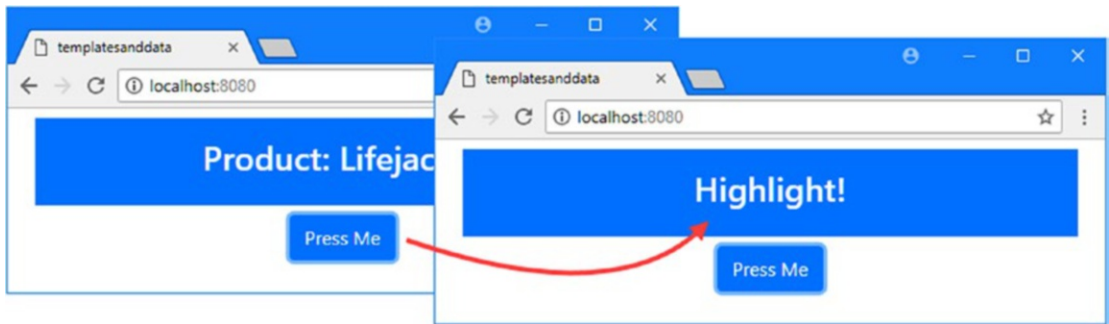 templatesanddata
localhost:8080
Product: Lifejac
Press Me
templatesanddata
localhost:8080
Highlight!
Press Me